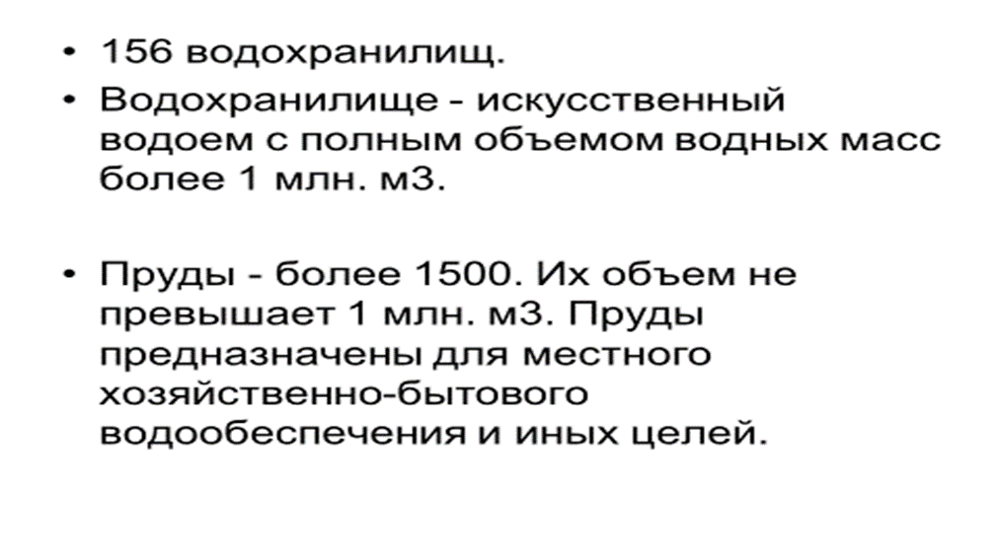 • 156 водохранилищ.
• Водохранилище - искусственный
водоем с полным объемом водных масс
более 1 млн. м3.
• Пруды - более 1500. Их объем не
превышает 1 млн. м3. Пруды
предназначены для местного
хозяйственно-бытового
водообеспечения и иных целей.